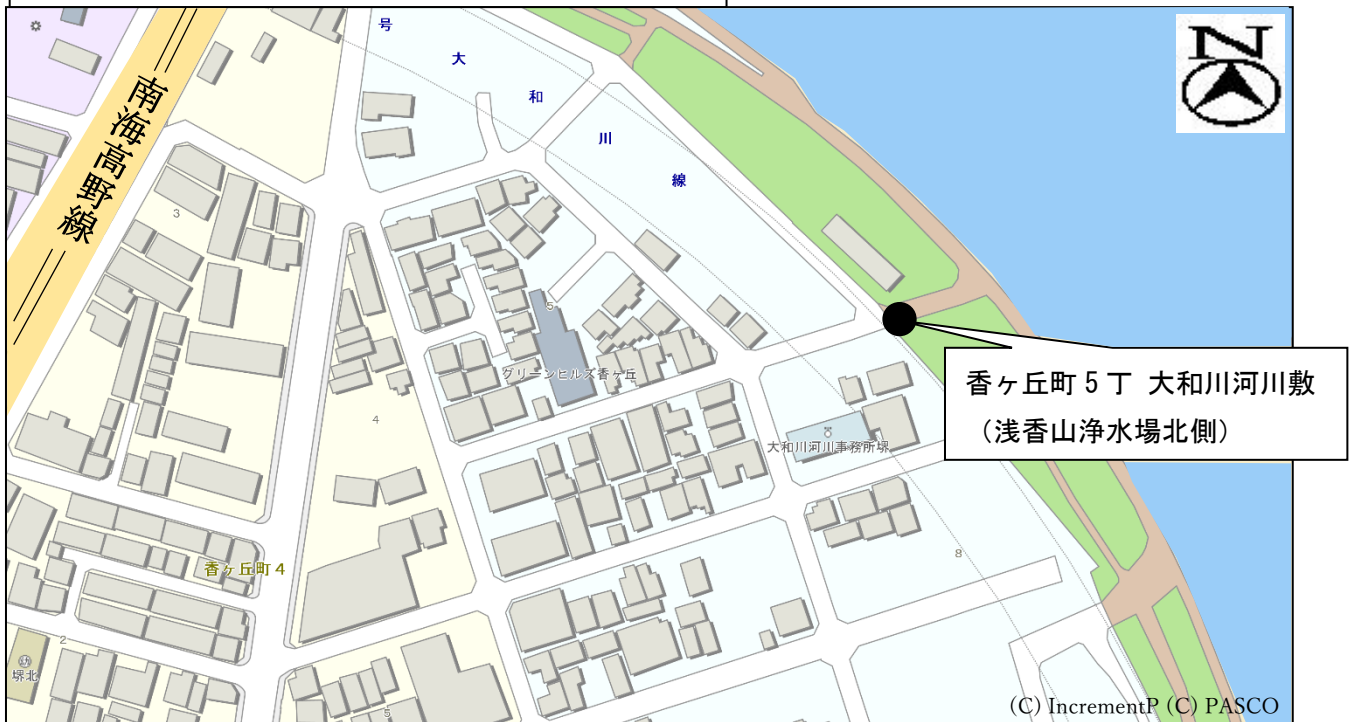 号大和川線
N
南海高野線
3
5
グリーンヒルズ香ヶ丘
香ヶ丘町5丁 大和川河川敷
(浅香山浄水場北側)
4
大和川河川事務所堺
8
香ヶ丘町4
2
堺北
5
(C) IncrementP (C) PASCO